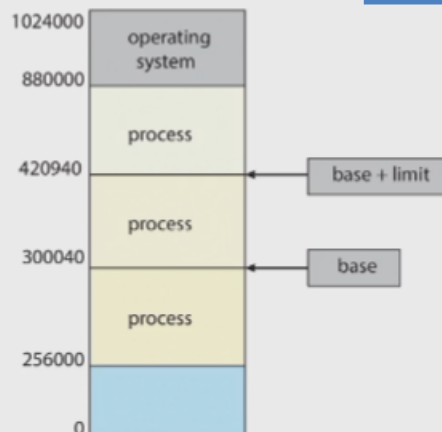 1024000
operating
system
880000
process
420940
base + limit
process
300040
base
process
256000
0